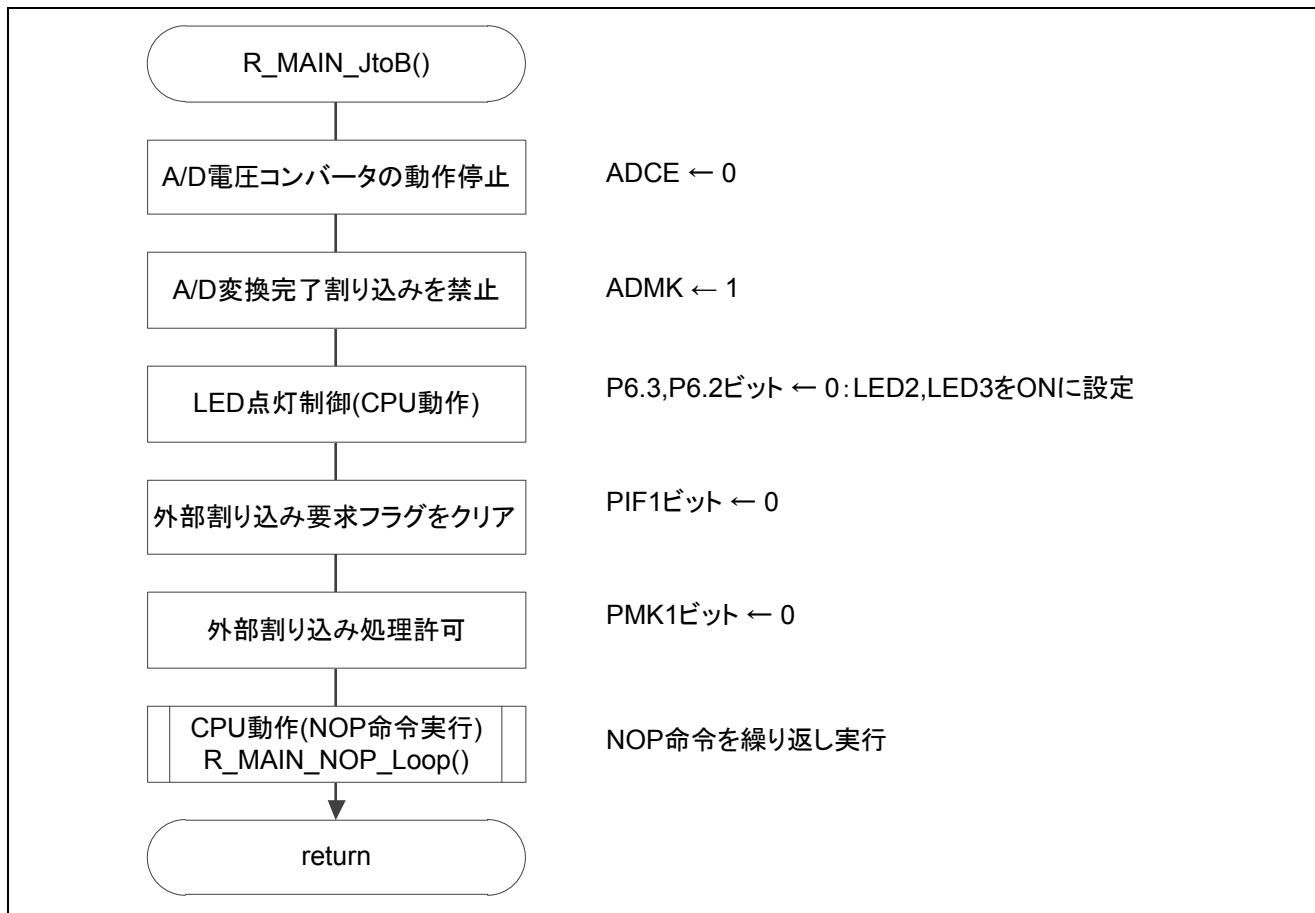 R_MAIN_JtoB()
A/D電圧コンバータの動作停止
ADCE ← 0
A/D変換完了割り込みを禁止
ADMK ← 1
LED点灯制御(CPU動作)
P6.3,P6.2ビット ← 0:LED2,LED3をONに設定
外部割り込み要求フラグをクリア
PIF1ビット ← 0
外部割り込み処理許可
PMK1ビット ← 0
CPU動作(NOP命令実行)
R_MAIN_NOP_Loop()
NOP命令を繰り返し実行
return